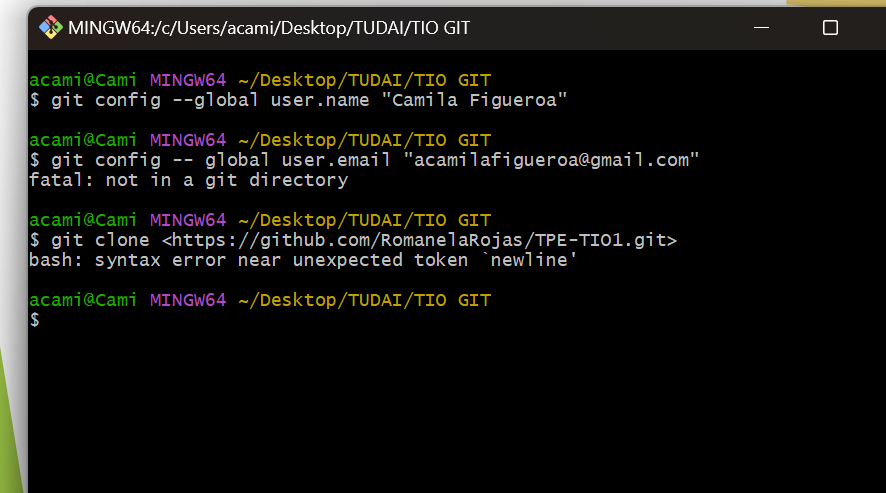 MINGW64:/c/Users/acami/Desktop/TUDAI/TIO GIT
acami@Cami MINGW64 ~/Desktop/TUDAI/TIO GIT
$ git config --global user.name "Camila Figueroa"
acami@Cami MINGW64 ~/Desktop/TUDAI/TIO GIT
$ git config -- global user.email "acamilafigueroa@gmail.com"
fatal: not in a git directory
acami@Cami MINGW64 ~/Desktop/TUDAI/TIO GIT
$ git clone <https://github.com/RomanelaRojas/TPE-TIO1.git>
bash: syntax error near unexpected token `newline'
acami@Cami MINGW64 ~/Desktop/TUDAI/TIO GIT
$